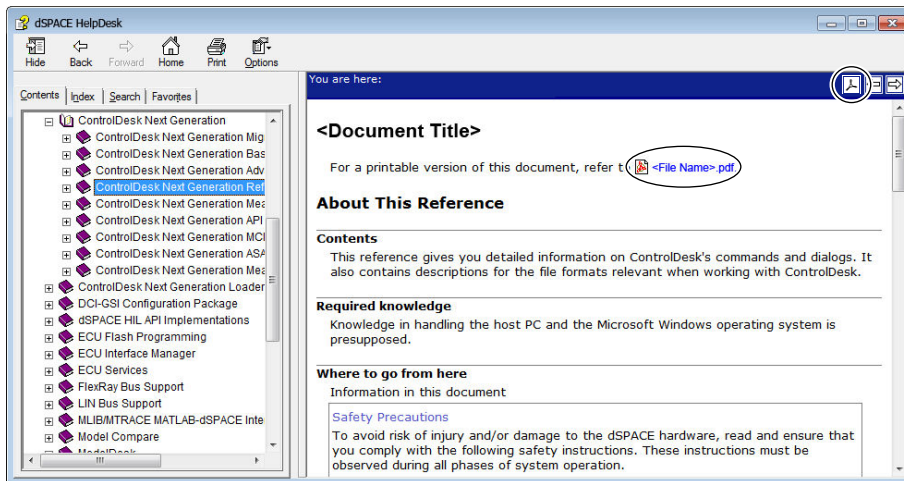 dSPACE HelpDesk
Hide Back Forward Home Print Options
Contents Index Search Favorites
ControlDesk Next Generation
ControlDesk Next Generation Mig
ControlDesk Next Generation Bas
ControlDesk Next Generation Adv
ControlDesk Next Generation Ref
ControlDesk Next Generation Mea
ControlDesk Next Generation API
ControlDesk Next Generation MCI
ControlDesk Next Generation ASA
ControlDesk Next Generation Mea
ControlDesk Next Generation Loader
DCI-GSI Configuration Package
dSPACE HIL API Implementations
ECU Flash Programming
ECU Interface Manager
ECU Services
FlexRay Bus Support
LIN Bus Support
MLIB/MTRACE MATLAB-dSPACE Inte
Model Compare
ModelDesk
You are here:
<Document Title>
For a printable version of this document, refer t <File Name>.pdf.
About This Reference
Contents
This reference gives you detailed information on ControlDesk's commands and dialogs. It
also contains descriptions for the file formats relevant when working with ControlDesk.
Required knowledge
Knowledge in handling the host PC and the Microsoft Windows operating system is
presupposed.
Where to go from here
Information in this document
Safety Precautions
To avoid risk of injury and/or damage to the dSPACE hardware, read and ensure that
you comply with the following safety instructions. These instructions must be
observed during all phases of system operation.